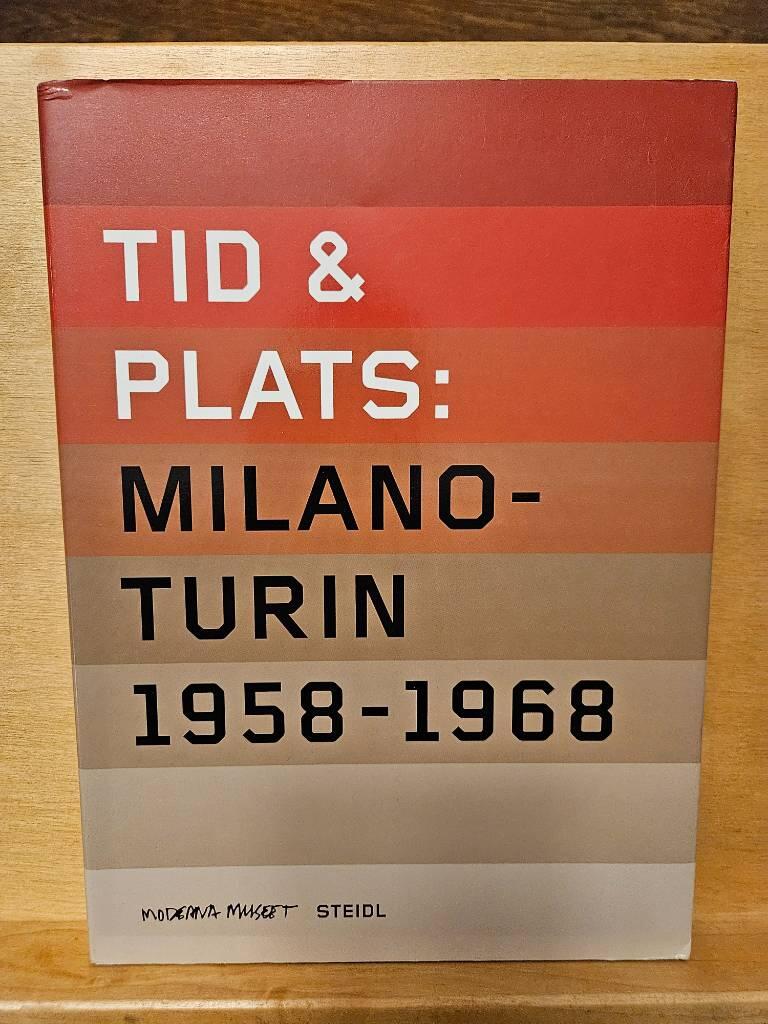 TID &
PLATS:
MILANO-
TURIN
1958-1968
MODERNA MUSEET STEIDL